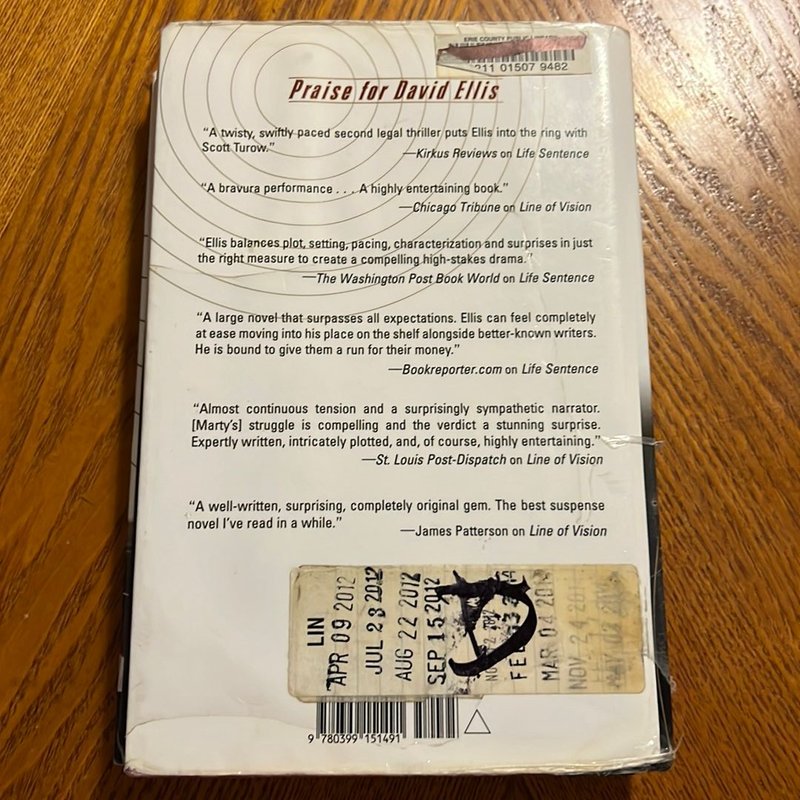 ERIE COUNTY PUBLIC
211 01507 9482
Praise for David Ellis
“A twisty, swiftly paced second legal thriller puts Ellis into the ring with
Scott Turow.”
—Kirkus Reviews on Life Sentence
“A bravura performance . . . A highly entertaining book.”
—Chicago Tribune on Line of Vision
“Ellis balances plot, setting, pacing, characterization and surprises in just
the right measure to create a compelling high-stakes drama.”
—The Washington Post Book World on Life Sentence
“A large novel that surpasses all expectations. Ellis can feel completely
at ease moving into his place on the shelf alongside better-known writers.
He is bound to give them a run for their money.”
—Bookreporter.com on Life Sentence
“Almost continuous tension and a surprisingly sympathetic narrator.
[Marty’s] struggle is compelling and the verdict a stunning surprise.
Expertly written, intricately plotted, and, of course, highly entertaining.”
—St. Louis Post-Dispatch on Line of Vision
“A well-written, surprising, completely original gem. The best suspense
novel I’ve read in a while.”
—James Patterson on Line of Vision
LIN
APR 09 2012
JUL 23 2012
AUG 22 2012
SEP 15 2012
FEB
MAR 04 201
NOV 24 201
9 780399 151491